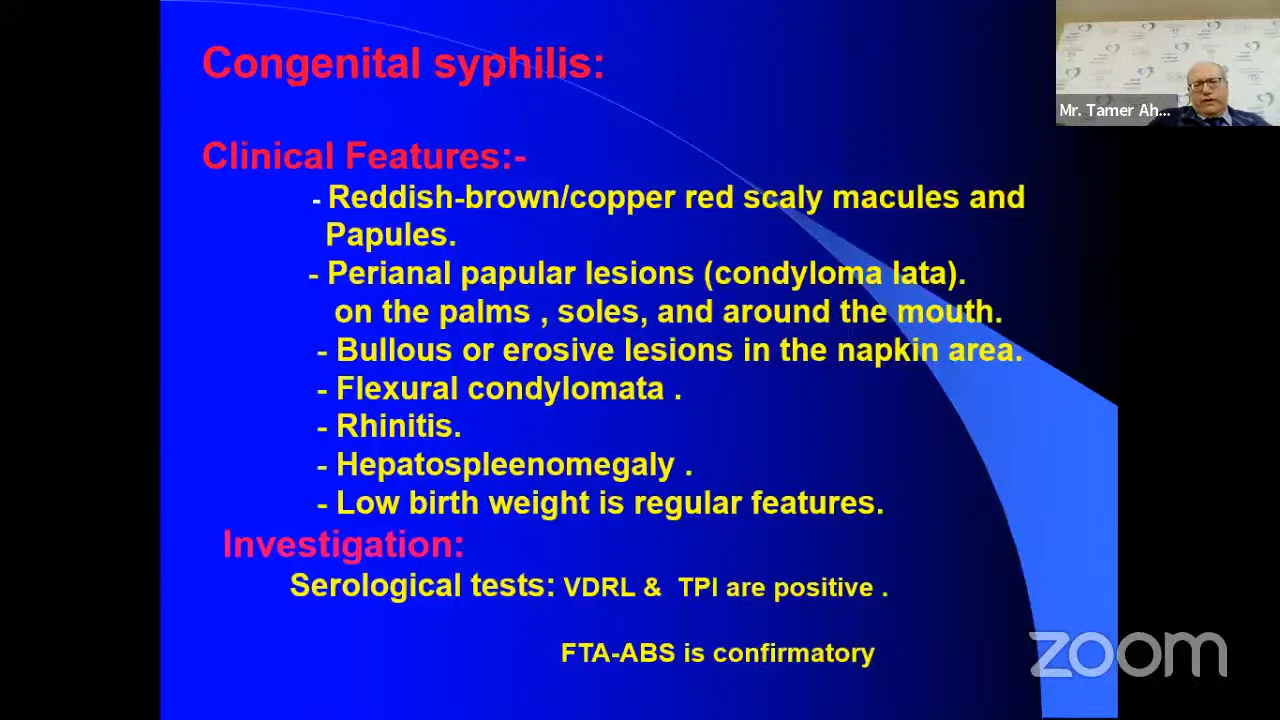 Congenital syphilis:
Mr. Tamer Ah...
Clinical Features:-
- Reddish-brown/copper red scaly macules and
Papules.
- Perianal papular lesions (condyloma lata).
on the palms , soles, and around the mouth.
- Bullous or erosive lesions in the napkin area.
- Flexural condylomata .
- Rhinitis.
- Hepatospleenomegaly .
- Low birth weight is regular features.
Investigation:
Serological tests: VDRL & TPI are positive .
FTA-ABS is confirmatory
zoom